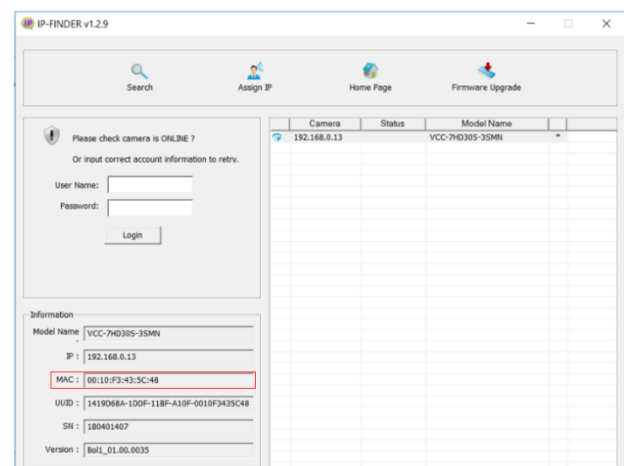 IP-FINDER v1.2.9
Search Assign IP Home Page Firmware Upgrade
Please check camera is ONLINE ?
Or input correct account information to retry.
User Name:
Password:
Login
Camera Status Model Name
192.168.0.13 VCC-7HD30S-3SMN *
Information
Model Name : VCC-7HD30S-3SMN
IP : 192.168.0.13
MAC : 00:10:F3:43:5C:48
UUID : 1419D68A-1DDF-11BF-A10F-0010F3435C48
SN : 180401407
Version : Bol1_01.00.0035